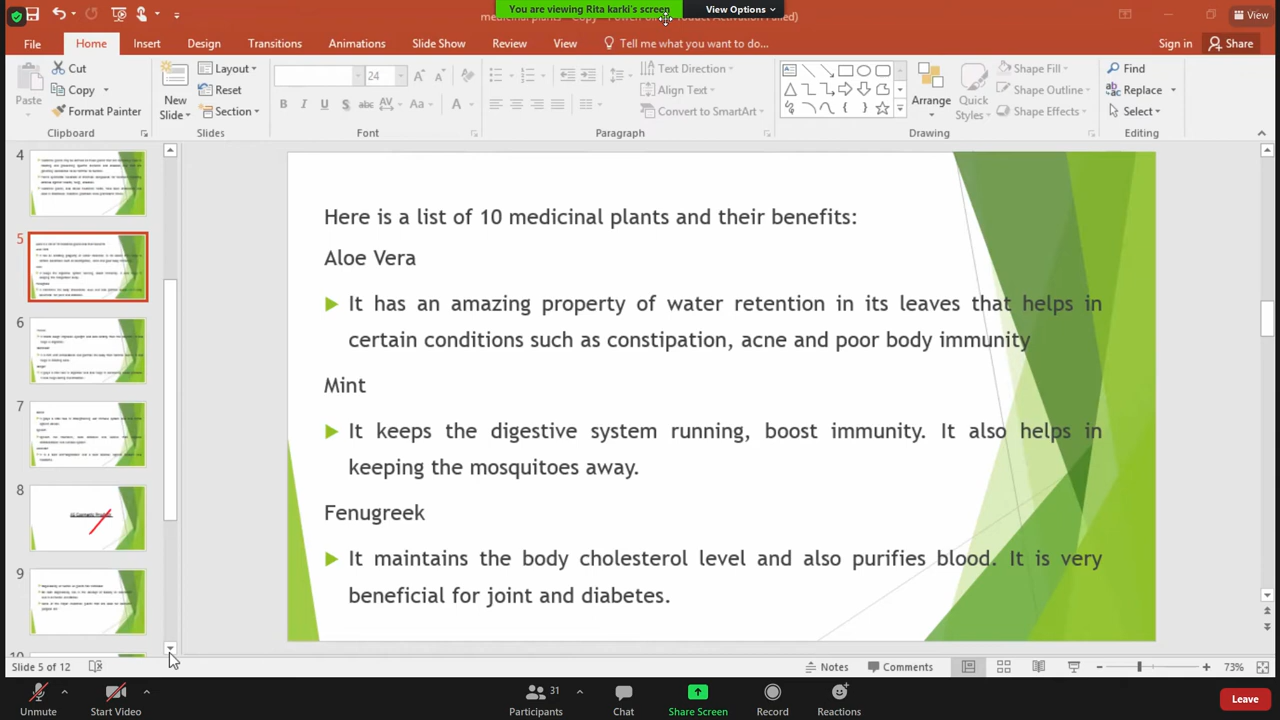 You are viewing Rita karki's screen
View Options
View
File
Home
Insert
Design
Transitions
Animations
Slide Show
Review
View
Tell me what you want to do...
Sign in
Share
Paste
Cut
Copy
Format Painter
Clipboard
New
Slide
Layout
Reset
Section
Slides
24
Font
Text Direction
Align Text
Convert to SmartArt
Paragraph
Arrange
Quick
Styles
Shape Fill
Shape Outline
Shape Effects
Drawing
Find
Replace
Select
Editing
4
5
6
7
8
9
Here is a list of 10 medicinal plants and their benefits:
Aloe Vera
It has an amazing property of water retention in its leaves that helps in
certain conditions such as constipation, acne and poor body immunity
Mint
It keeps the digestive system running, boost immunity. It also helps in
keeping the mosquitoes away.
Fenugreek
It maintains the body cholesterol level and also purifies blood. It is very
beneficial for joint and diabetes.
Slide 5 of 12
Notes
Comments
73%
Unmute
Start Video
31
Participants
Chat
Share Screen
Record
Reactions
Leave